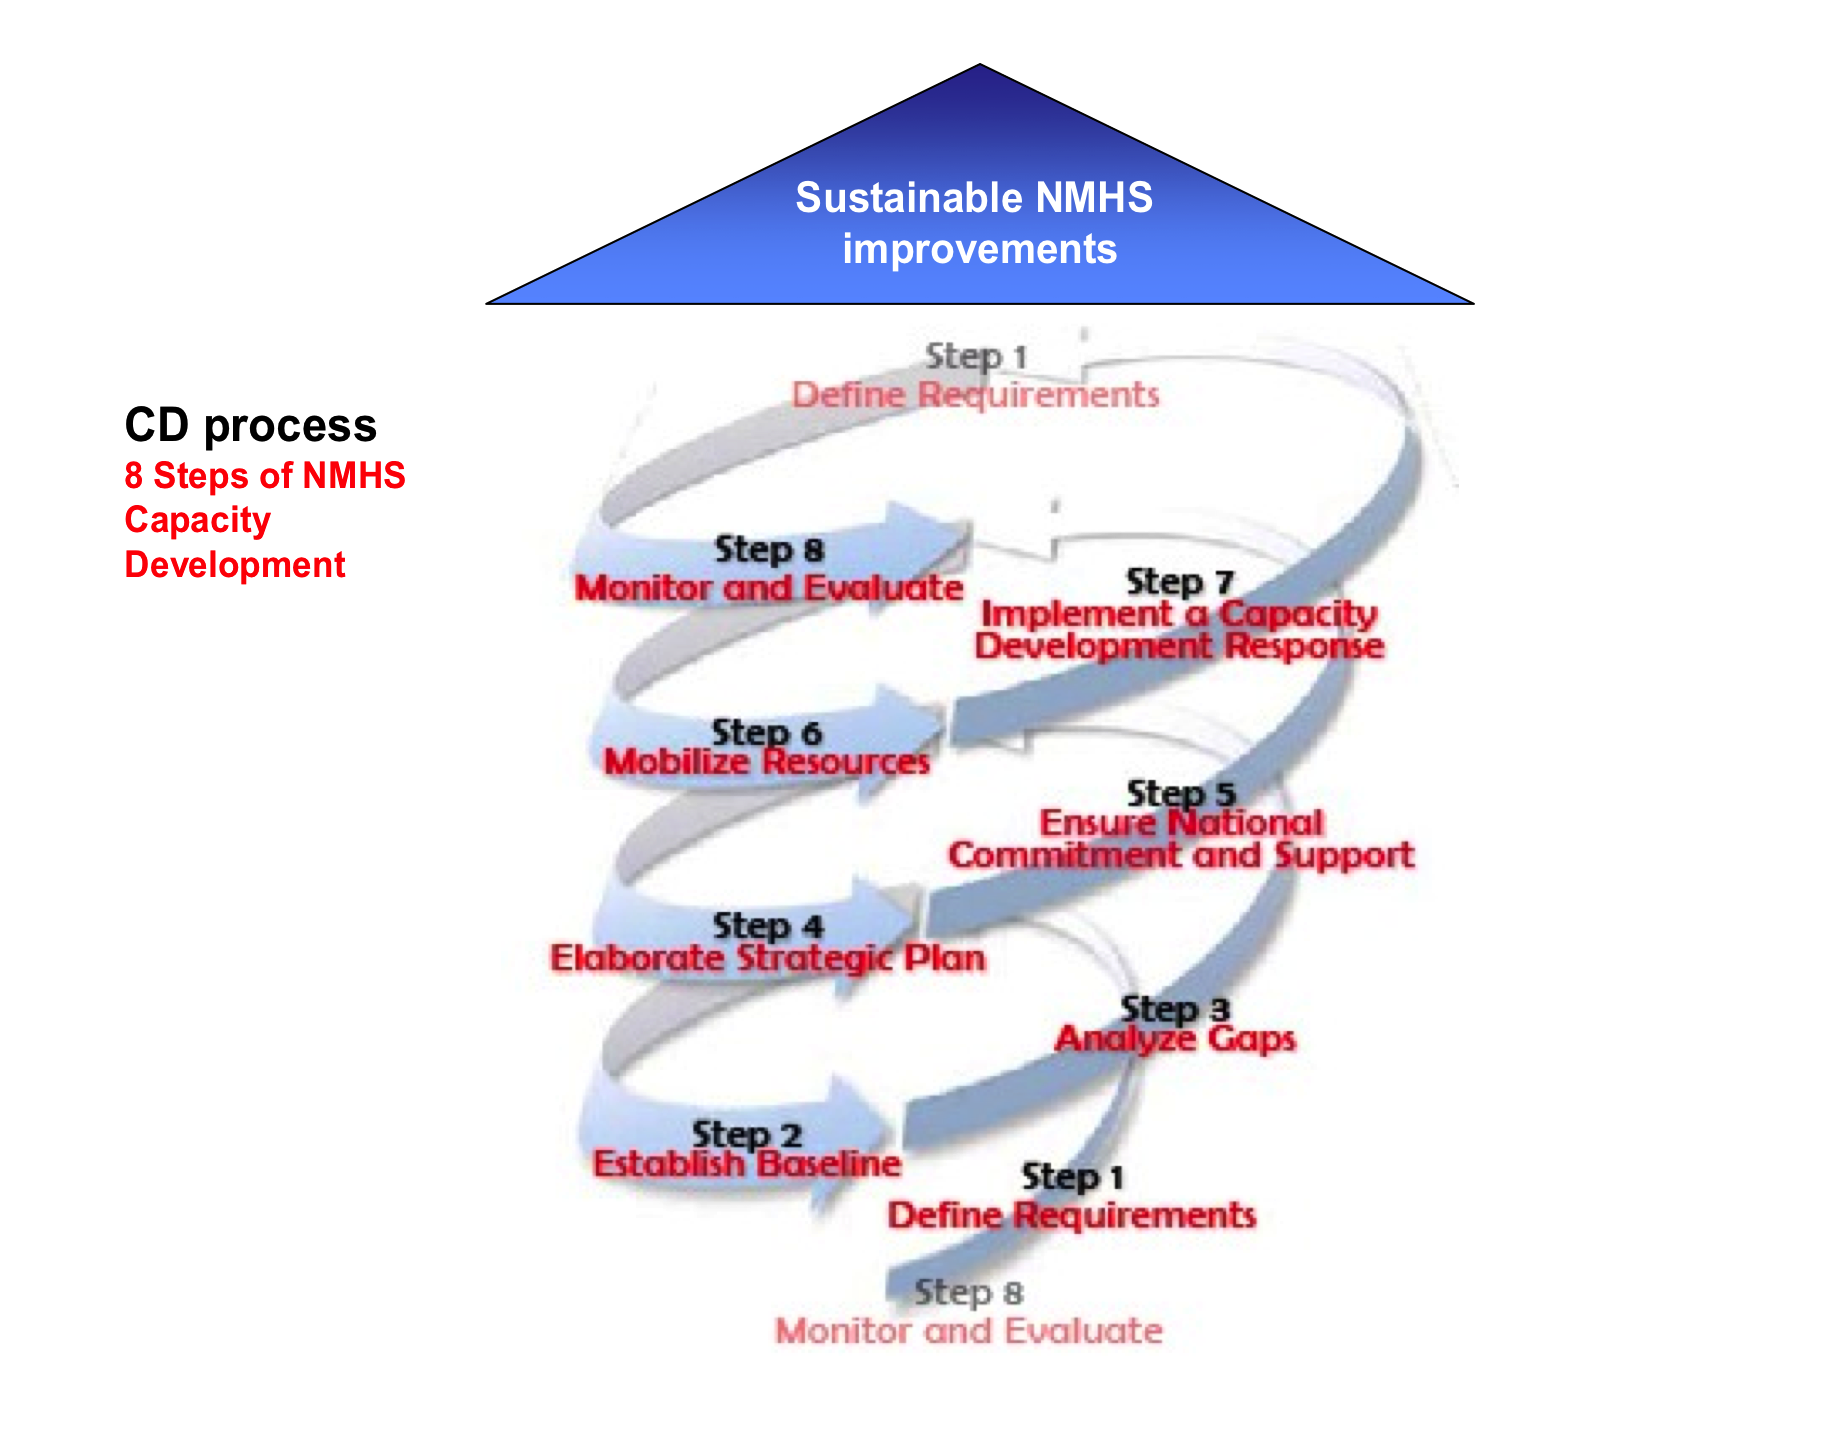 Sustainable NMHS
improvements
CD process
8 Steps of NMHS
Capacity
Development
Step 1
Define Requirements
Step 8
Monitor and Evaluate
Step 7
Implement a Capacity
Development Response
Step 6
Mobilize Resources
Step 5
Ensure National
Commitment and Support
Step 4
Elaborate Strategic Plan
Step 3
Analyze Gaps
Step 2
Establish Baseline
Step 1
Define Requirements
Step 8
Monitor and Evaluate